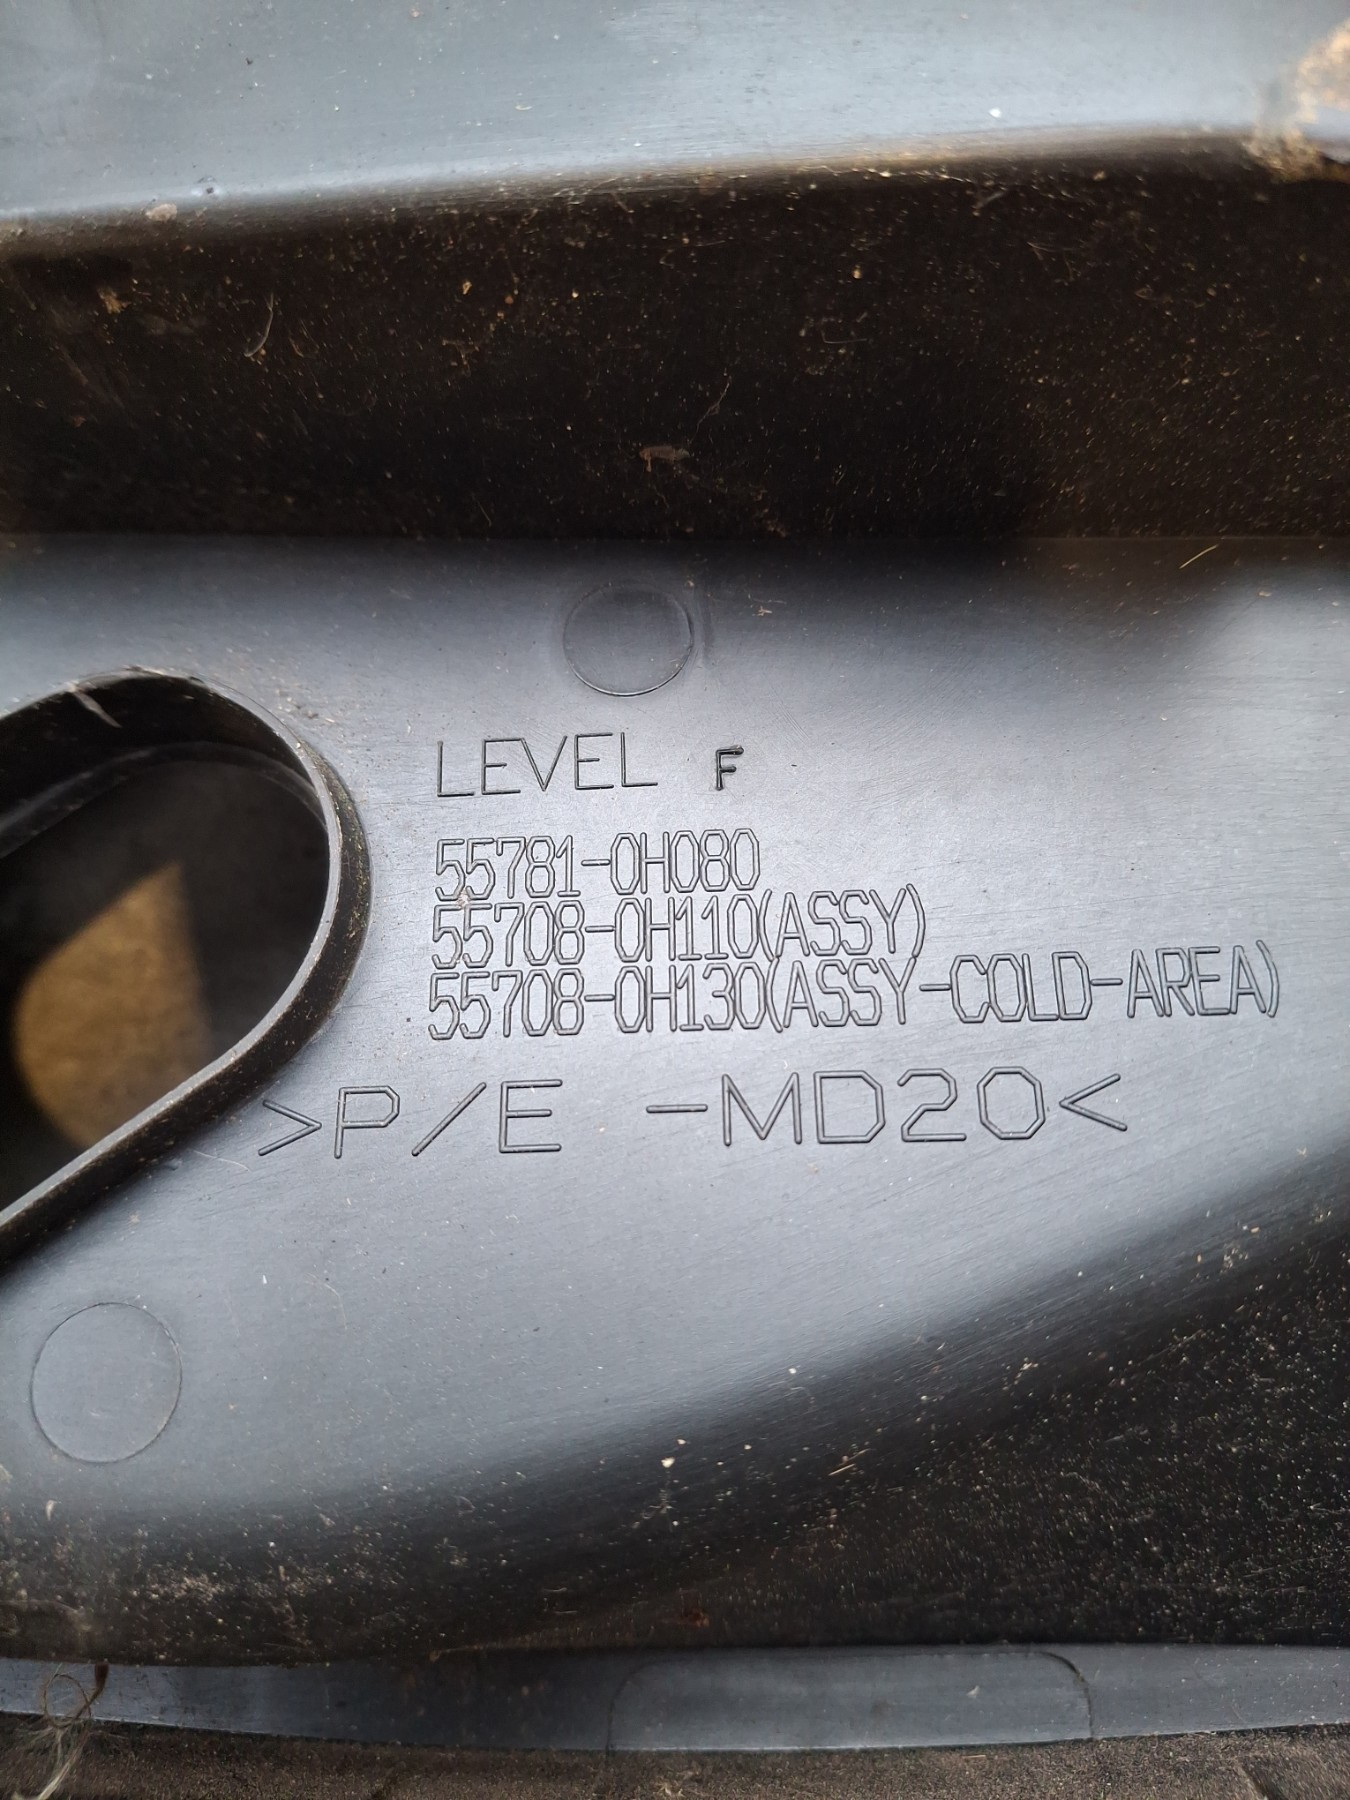 LEVEL F
55781-0H080
55708-0H110(ASSY)
55708-0H130(ASSY-COLD-AREA)
>P/E -MD20<